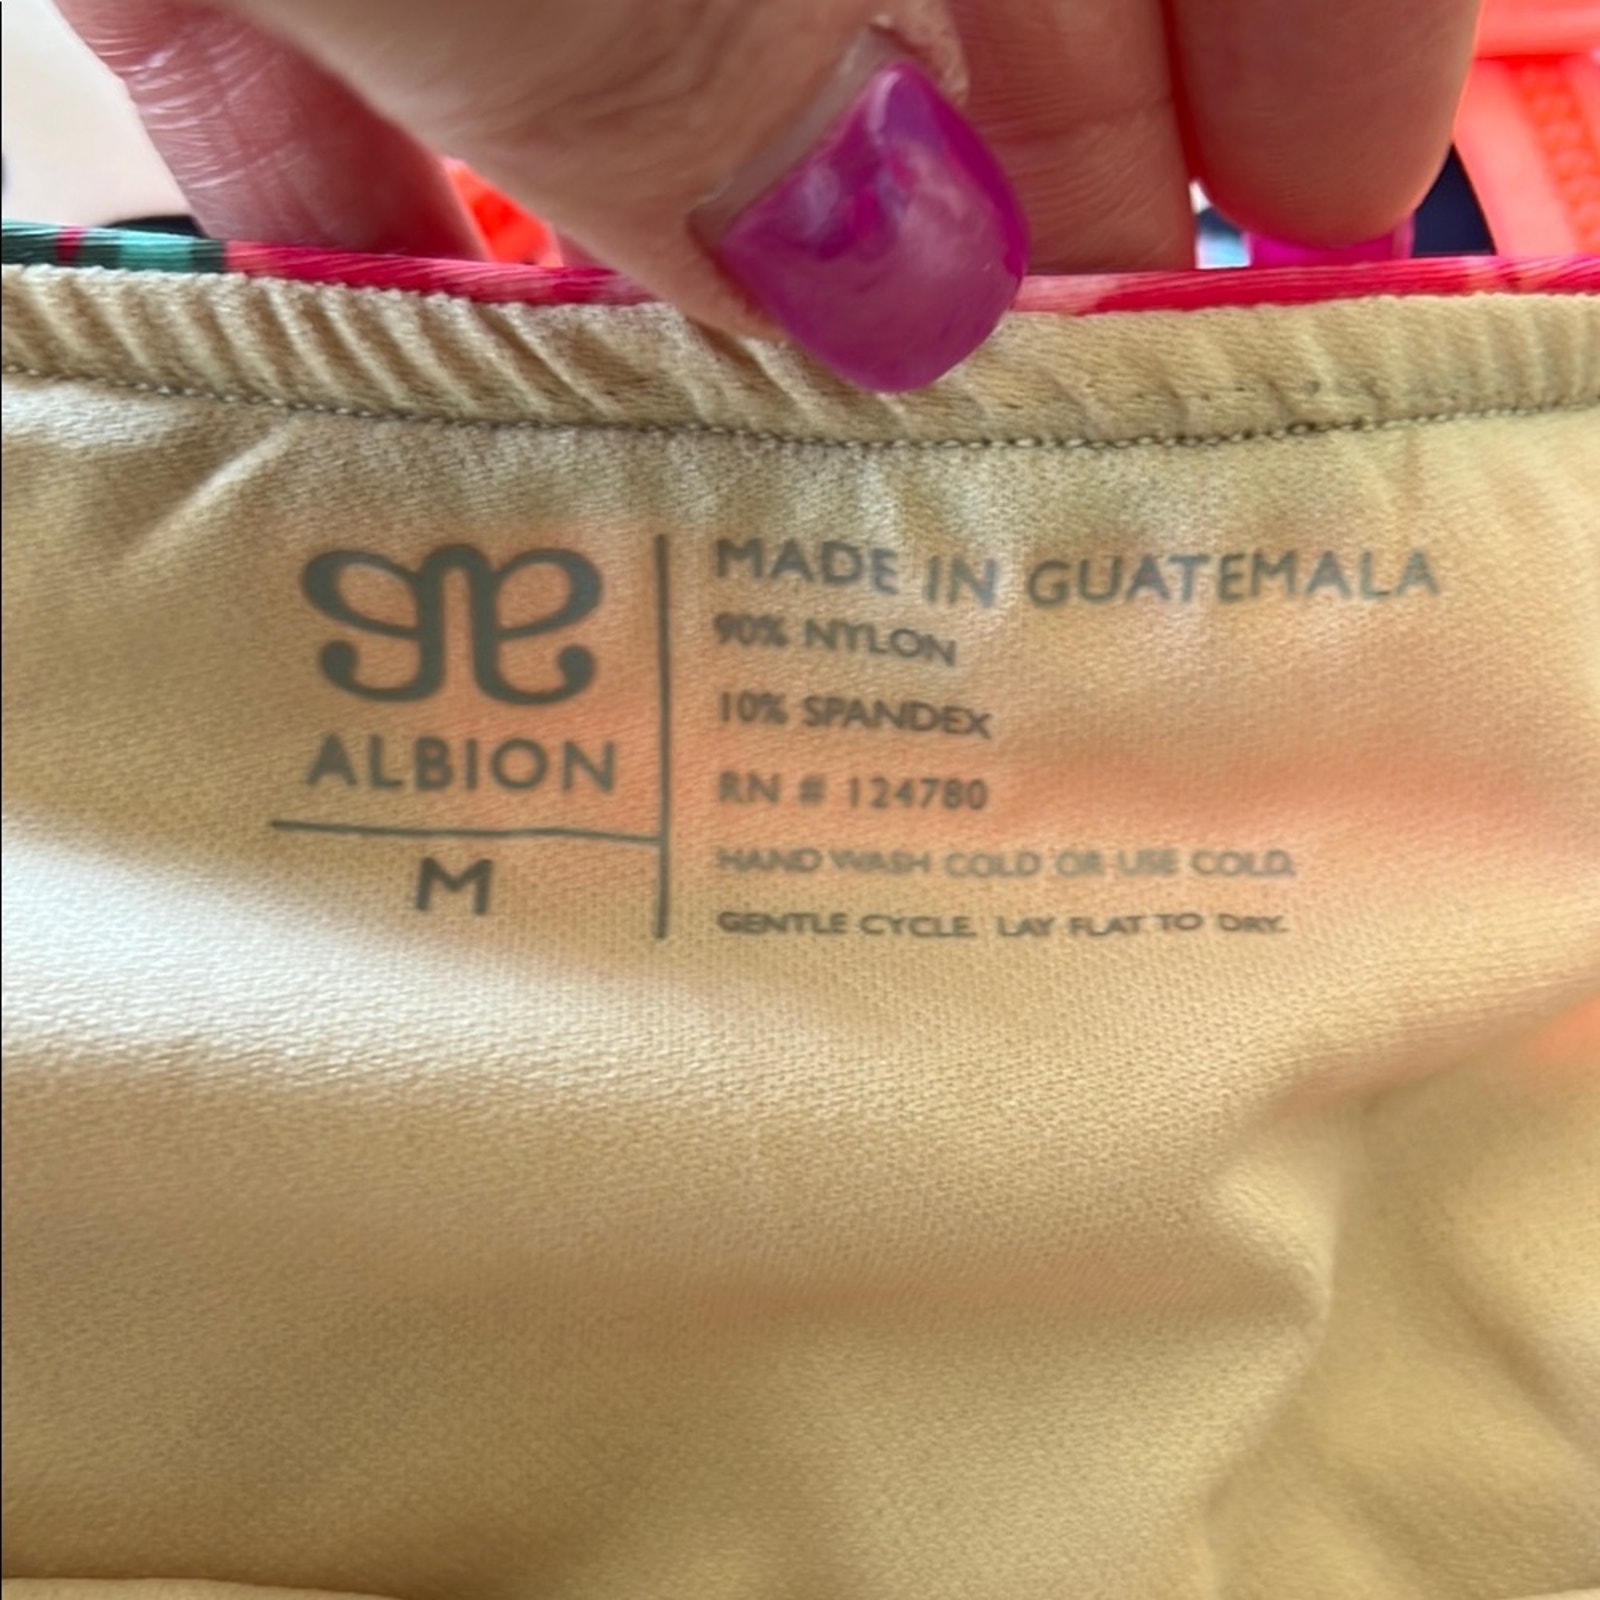 ALBION
M
MADE IN GUATEMALA
90% NYLON
10% SPANDEX
RN # 124780
HAND WASH COLD OR USE COLD.
GENTLE CYCLE. LAY FLAT TO DRY.